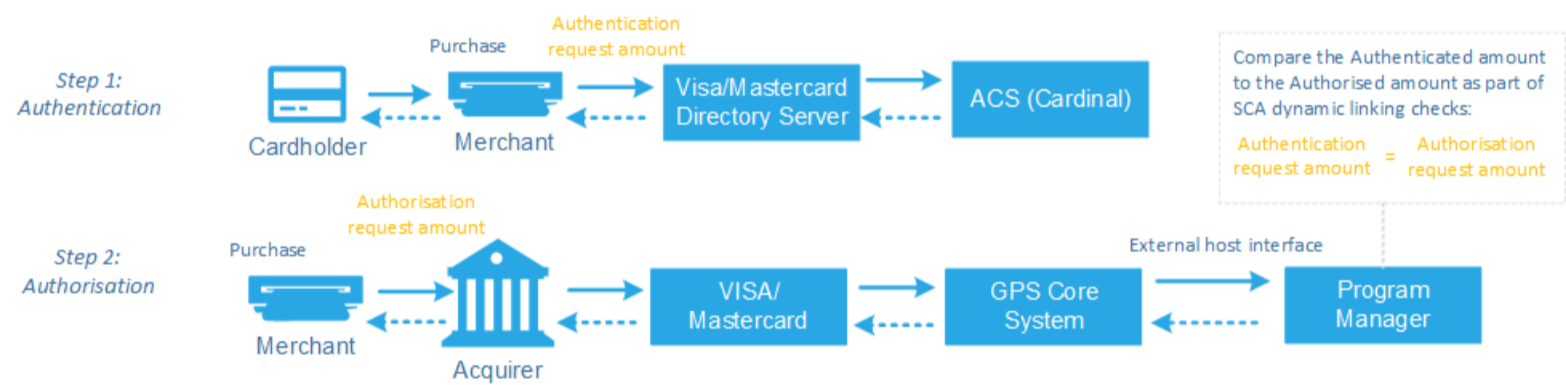 Step 1:
Authentication
Cardholder
Purchase
Merchant
Authentication
request amount
Visa/Mastercard
Directory Server
ACS (Cardinal)
Compare the Authenticated amount
to the Authorised amount as part of
SCA dynamic linking checks:
Authentication
request amount
=
Authorisation
request amount
Step 2:
Authorisation
Purchase
Merchant
Authorisation
request amount
Acquirer
VISA/
Mastercard
GPS Core
System
External host interface
Program
Manager